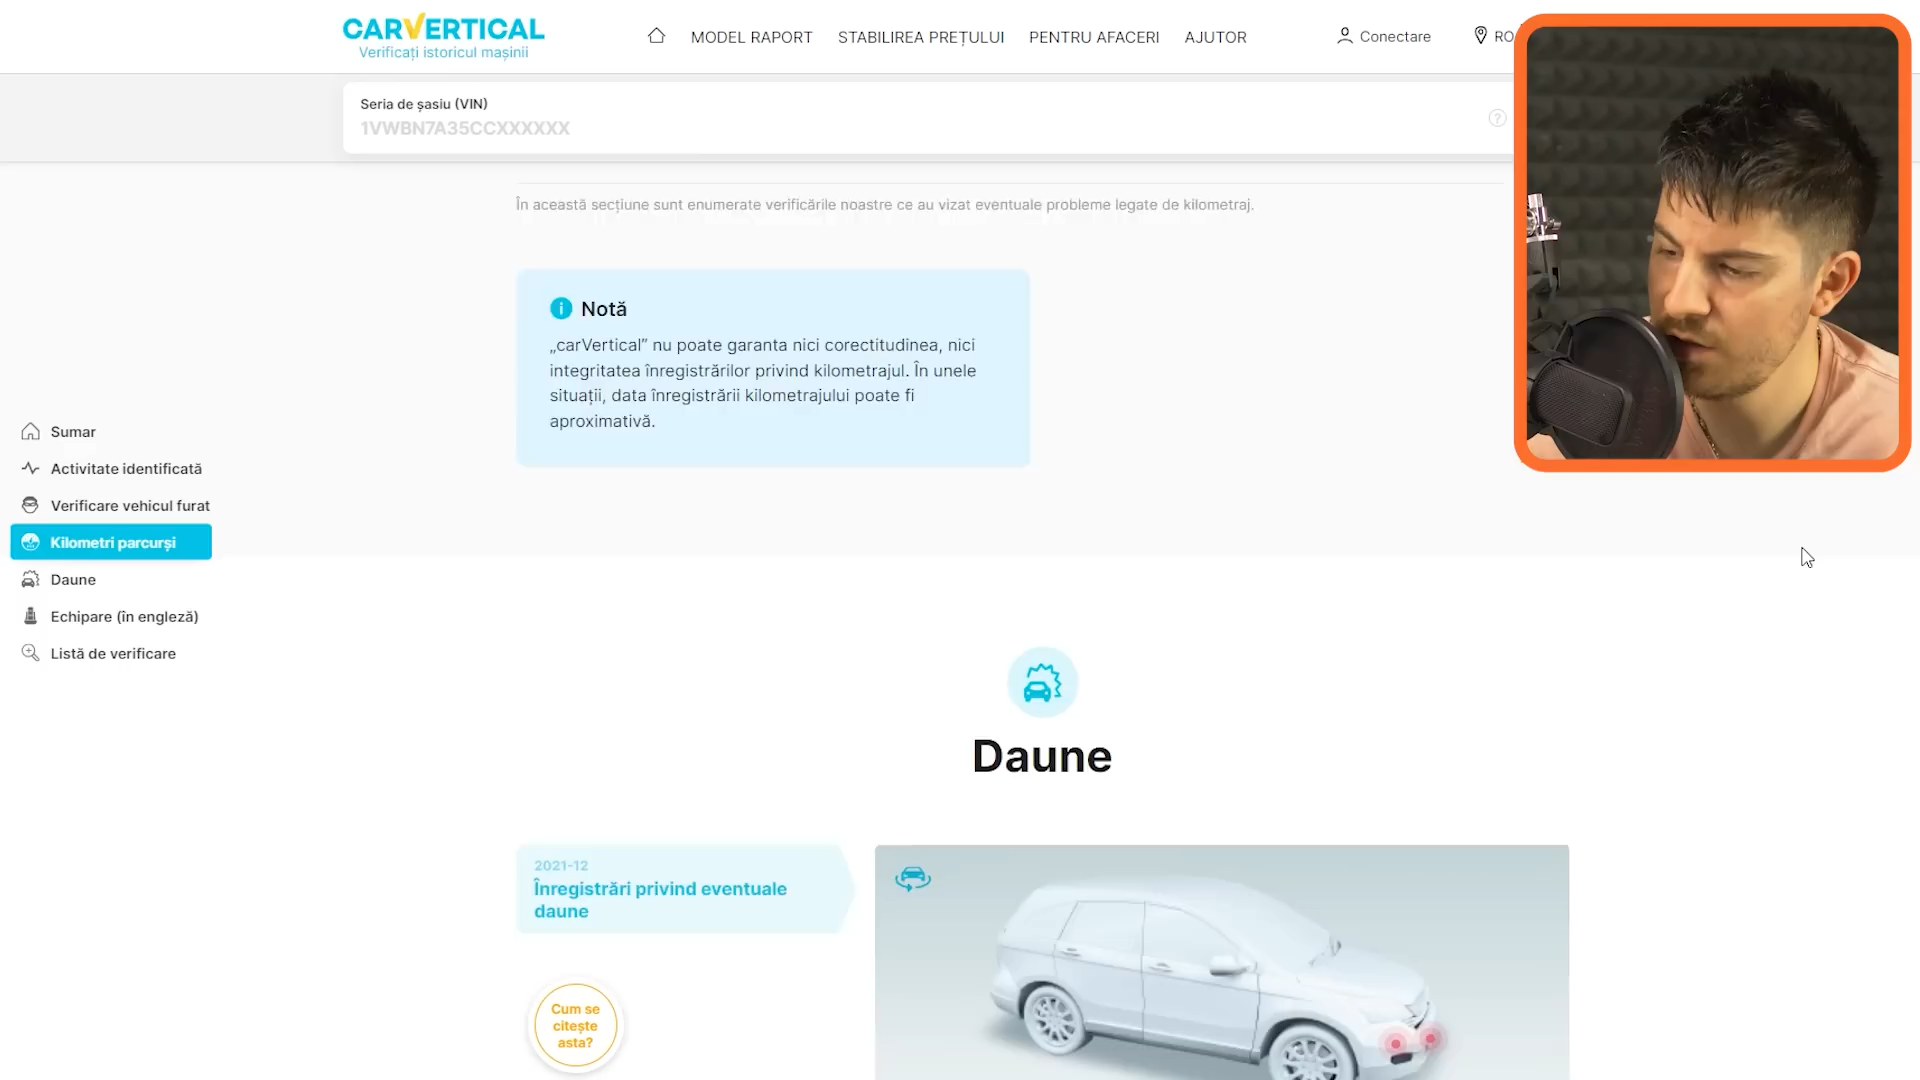 CARVERTICAL
Verificați istoricul mașinii
MODEL RAPORT
STABILIREA PREȚULUI
PENTRU AFACERI
AJUTOR
Conectare
RO
Seria de șasiu (VIN)
1VWBN7A35CCXXXXXX
În această secțiune sunt enumerate verificările noastre ce au vizat eventuale probleme legate de kilometraj.
Notă
„carVertical” nu poate garanta nici corectitudinea, nici
integritatea înregistrărilor privind kilometrajul. În unele
situații, data înregistrării kilometrajului poate fi
aproximativă.
Sumar
Activitate identificată
Verificare vehicul furat
Kilometri parcurși
Daune
Echipare (în engleză)
Listă de verificare
Daune
2021-12
Înregistrări privind eventuale
daune
Cum se
citește
asta?